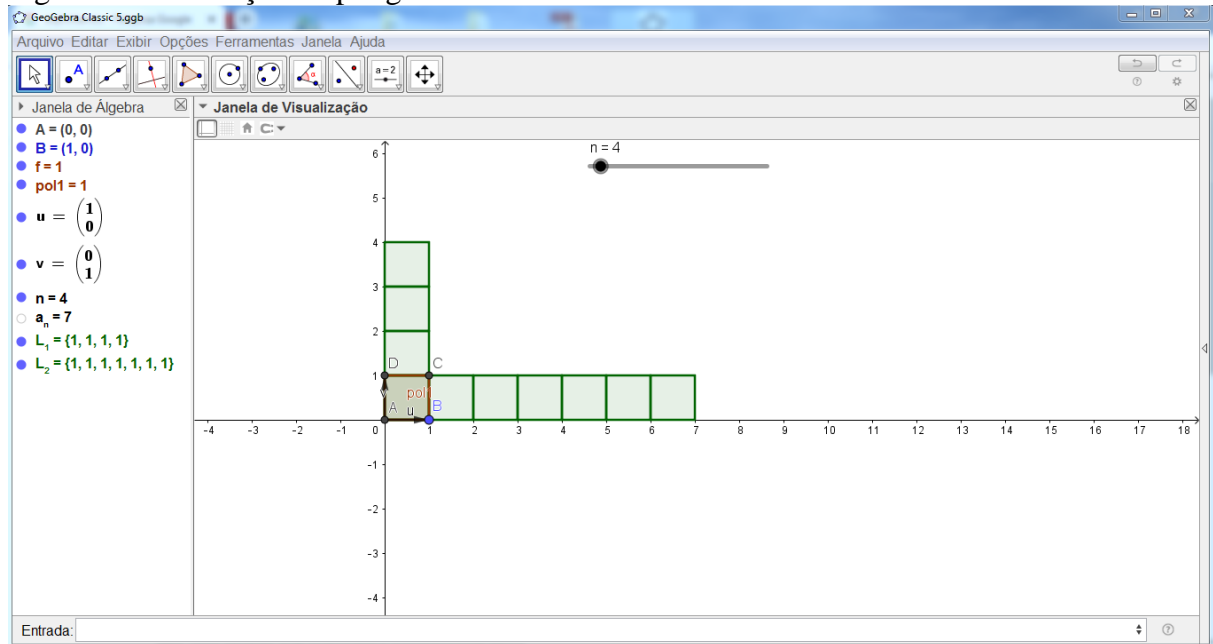 GeoGebra Classic 5.ggb
Arquivo Editar Exibir Opções Ferramentas Janela Ajuda
A
α
a=2
Janela de Álgebra
Janela de Visualização
A = (0, 0)
B = (1, 0)
f = 1
pol1 = 1
u = (1 0)
v = (0 1)
n = 4
aₙ = 7
L₁ = {1, 1, 1, 1}
L₂ = {1, 1, 1, 1, 1, 1, 1}
n = 4
6
5
4
3
2
D C
1
pol1
A u B
-4 -3 -2 -1 0 1 2 3 4 5 6 7 8 9 10 11 12 13 14 15 16 17 18
-1
-2
-3
-4
Entrada: